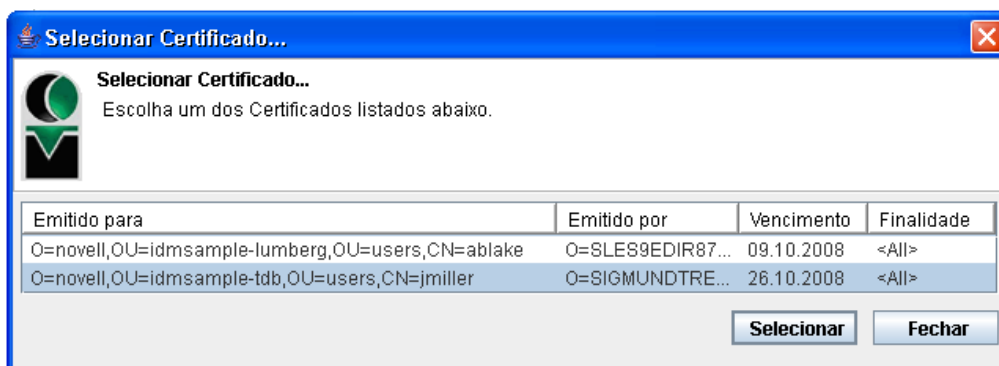 Selecionar Certificado...
Selecionar Certificado...
Escolha um dos Certificados listados abaixo.
Emitido para Emitido por Vencimento Finalidade
O=novell,OU=idmsample-lumberg,OU=users,CN=ablake O=SLES9EDIR87... 09.10.2008 <All>
O=novell,OU=idmsample-tdb,OU=users,CN=jmiller O=SIGMUNDTRE... 26.10.2008 <All>
Selecionar Fechar